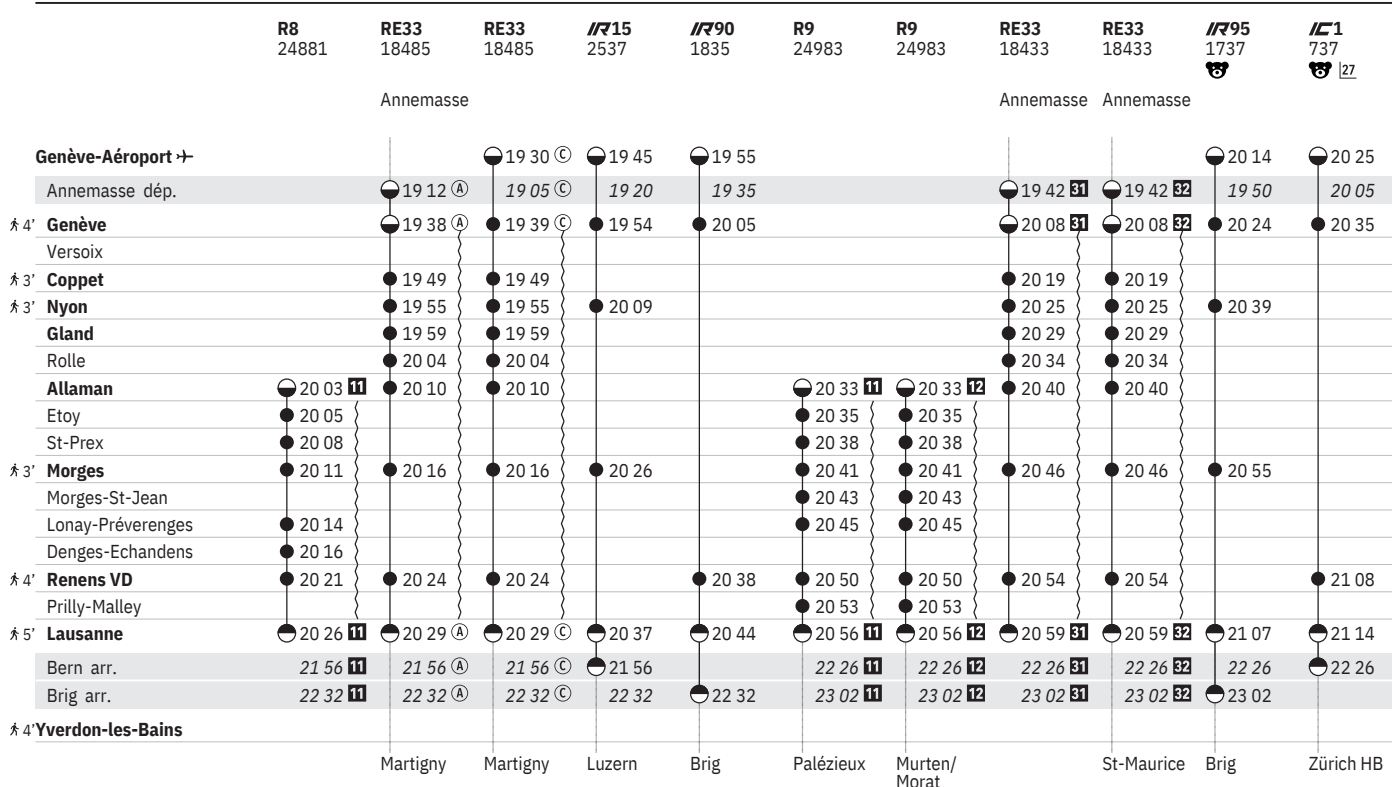 R8 RE33 RE33 IR15 IR90 R9 R9 RE33 RE33 IR95 IC1
24881 18485 18485 2537 1835 24983 24983 18433 18433 1737 737
27
Annemasse Annemasse Annemasse
Genève-Aéroport 19 30 Ⓒ 19 45 19 55 20 14 20 25
Annemasse dép. 19 12 Ⓐ 19 05 Ⓒ 19 20 19 35 19 42 31 19 42 32 19 50 20 05
4' Genève 19 38 Ⓐ 19 39 Ⓒ 19 54 20 05 20 08 31 20 08 32 20 24 20 35
Versoix
3' Coppet 19 49 19 49 20 19 20 19
3' Nyon 19 55 19 55 20 09 20 25 20 25 20 39
Gland 19 59 19 59 20 29 20 29
Rolle 20 04 20 04 20 34 20 34
Allaman 20 03 11 20 10 20 10 20 33 11 20 33 12 20 40 20 40
Etoy 20 05 20 35 20 35
St-Prex 20 08 20 38 20 38
3' Morges 20 11 20 16 20 16 20 26 20 41 20 41 20 46 20 46 20 55
Morges-St-Jean 20 43 20 43
Lonay-Préverenges 20 14 20 45 20 45
Denges-Echandens 20 16
4' Renens VD 20 21 20 24 20 24 20 38 20 50 20 50 20 54 20 54 21 08
Prilly-Malley 20 53 20 53
5' Lausanne 20 26 11 20 29 Ⓐ 20 29 Ⓒ 20 37 20 44 20 56 11 20 56 12 20 59 31 20 59 32 21 07 21 14
Bern arr. 21 56 11 21 56 Ⓐ 21 56 Ⓒ 21 56 22 26 11 22 26 12 22 26 31 22 26 32 22 26 22 26
Brig arr. 22 32 11 22 32 Ⓐ 22 32 Ⓒ 22 32 22 32 23 02 11 23 02 12 23 02 31 23 02 32 23 02
4' Yverdon-les-Bains
Martigny Martigny Luzern Brig Palézieux Murten/ St-Maurice Brig Zürich HB
Morat